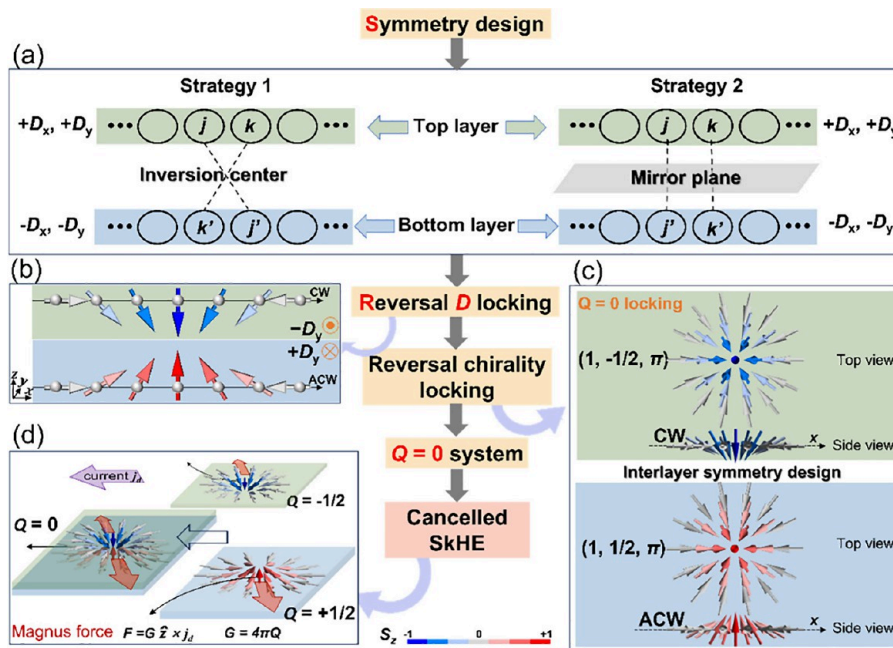 Symmetry design
(a)
Strategy 1
Strategy 2
+Dx, +Dy ••• j k ••• Top layer ••• j k ••• +Dx, +Dy
Inversion center
Mirror plane
-Dx, -Dy ••• k' j' ••• Bottom layer ••• j' k' ••• -Dx, -Dy
(b)
CW
−Dy
+Dy
ACW
z y x
Reversal D locking
Reversal chirality
locking
Q = 0 system
Cancelled
SkHE
(c)
Q = 0 locking
(1, -1/2, π)
Top view
CW
x
Side view
Interlayer symmetry design
(1, 1/2, π)
Top view
ACW
x
Side view
(d)
current jd
Q = -1/2
Q = 0
Q = +1/2
Magnus force
F =G ẑ × jd
G = 4πQ
Sz
-1 0 +1